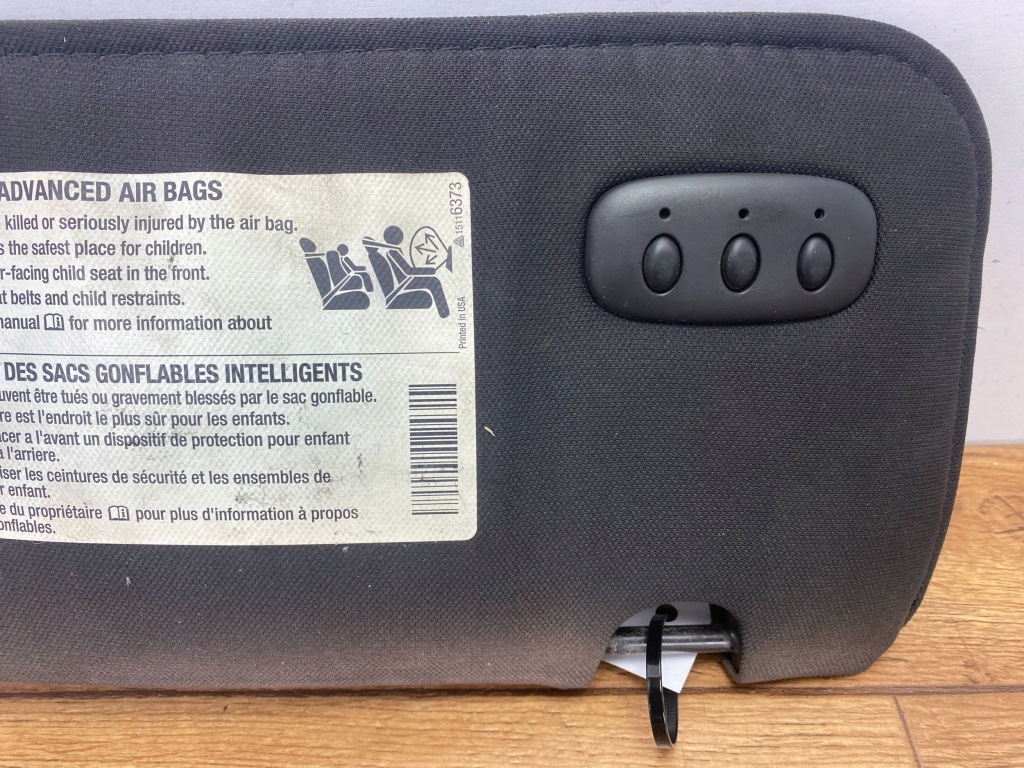 ADVANCED AIR BAGS
killed or seriously injured by the air bag.
s the safest place for children.
r-facing child seat in the front.
t belts and child restraints.
manual for more information about
15116373
Printed in USA
DES SACS GONFLABLES INTELLIGENTS
uvent être tués ou gravement blessés par le sac gonflable.
re est l'endroit le plus sûr pour les enfants.
acer a l'avant un dispositif de protection pour enfant
à l'arriere.
iser les ceintures de sécurité et les ensembles de
r enfant.
e du propriétaire pour plus d'information à propos
onflables.